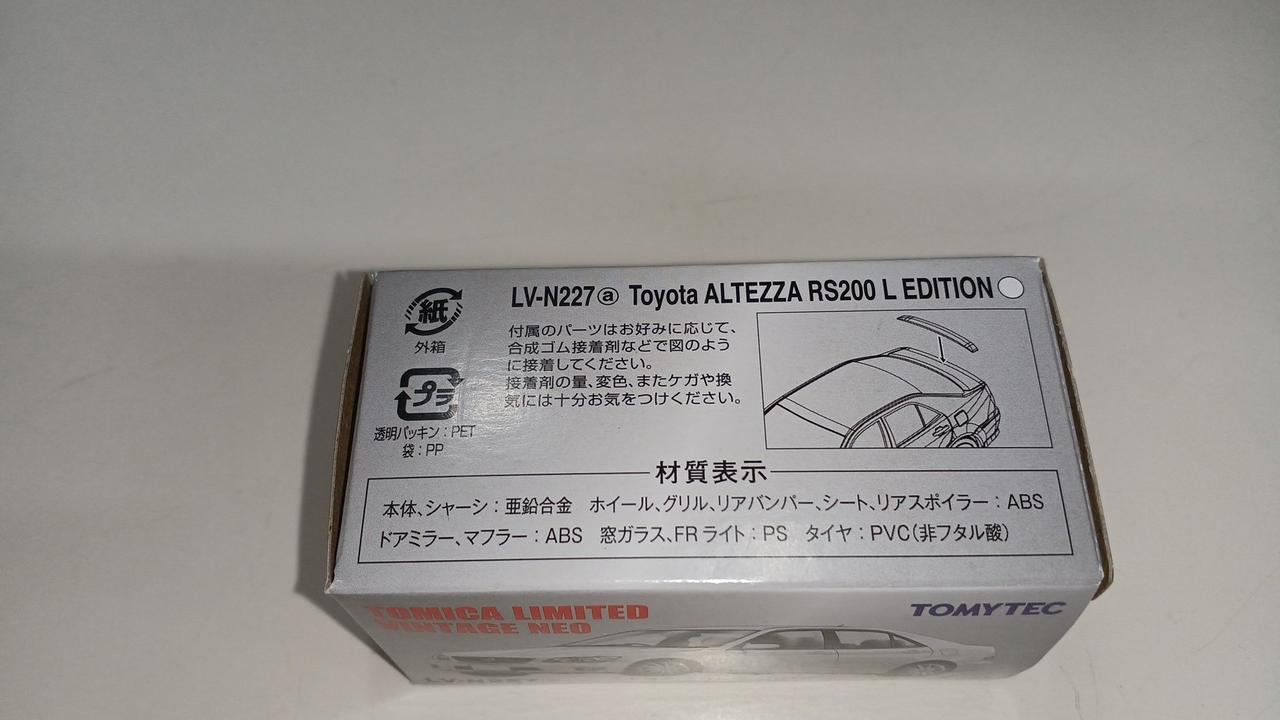 紙
外箱
プラ
透明パッキン：PET
袋：PP
LV-N227ⓐ Toyota ALTEZZA RS200 L EDITION
付属のパーツはお好みに応じて、
合成ゴム接着剤などで図のよう
に接着してください。
接着剤の量、変色、またケガや換
気には十分お気をつけください。
材質表示
本体、シャーシ：亜鉛合金　ホイール、グリル、リアバンパー、シート、リアスポイラー：ABS
ドアミラー、マフラー：ABS　窓ガラス、FRライト：PS　タイヤ：PVC（非フタル酸）
TOMICA LIMITED
VINTAGE NEO
TOMYTEC